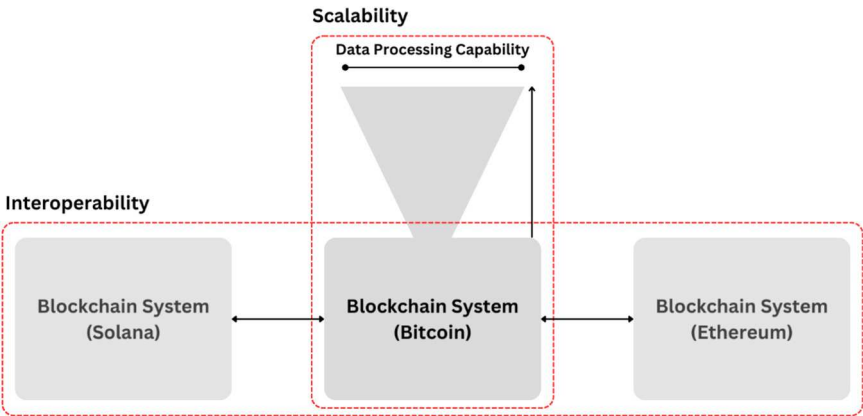 Scalability
Data Processing Capability
Interoperability
Blockchain System
(Solana)
Blockchain System
(Bitcoin)
Blockchain System
(Ethereum)